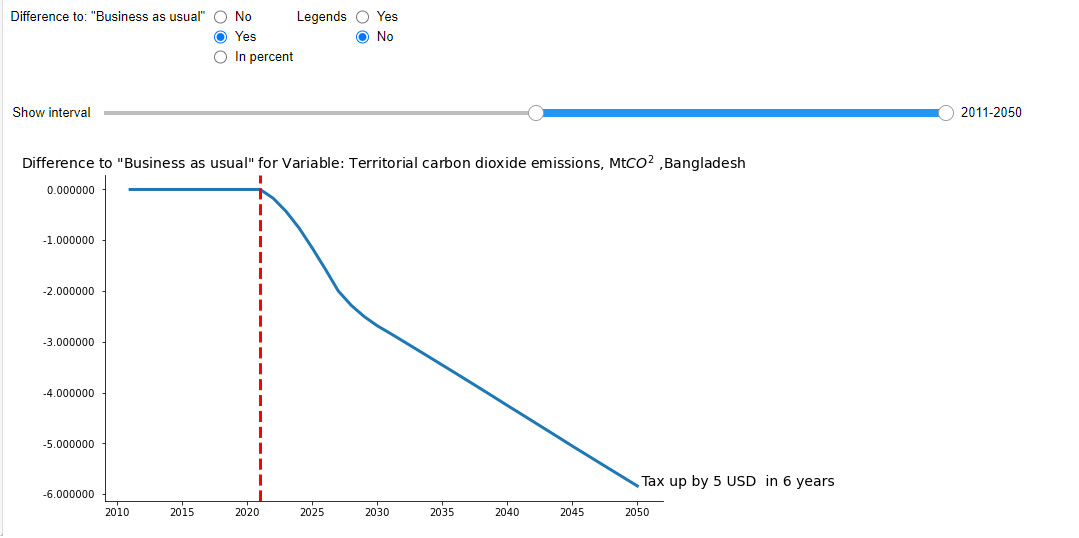 Difference to: "Business as usual" No Legends Yes
Yes No
In percent
Show interval 2011-2050
Difference to "Business as usual" for Variable: Territorial carbon dioxide emissions, MtCO² ,Bangladesh
0.000000
-1.000000
-2.000000
-3.000000
-4.000000
-5.000000
-6.000000
Tax up by 5 USD  in 6 years
2010 2015 2020 2025 2030 2035 2040 2045 2050